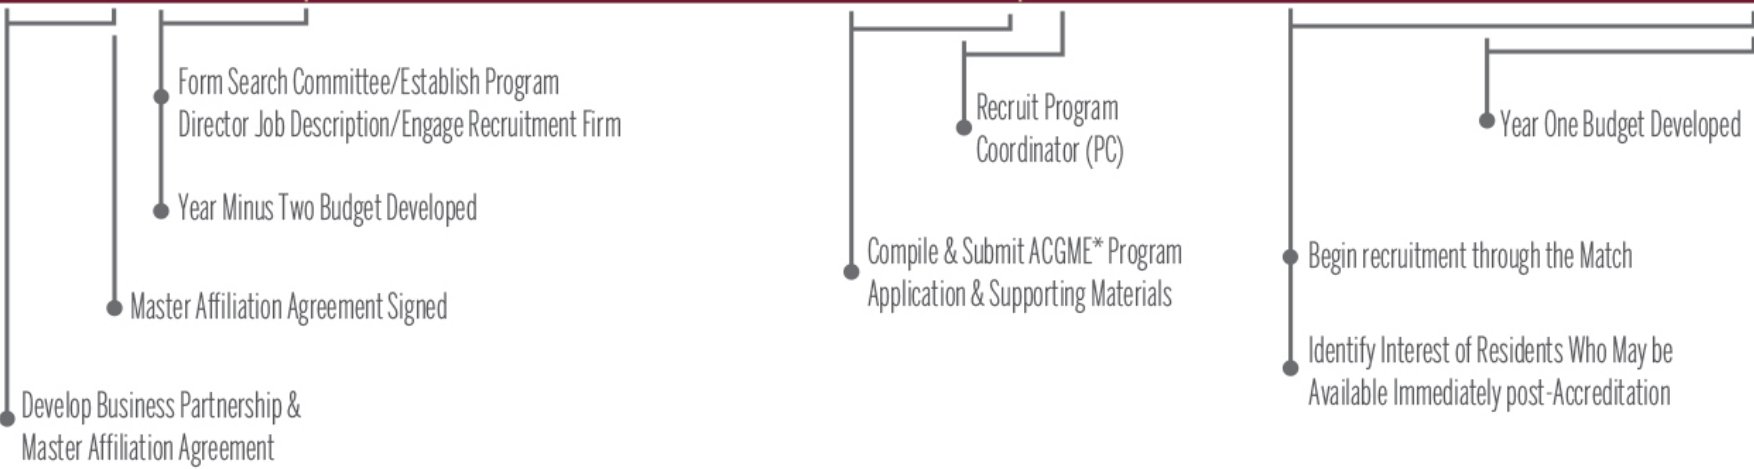 Form Search Committee/Establish Program
Director Job Description/Engage Recruitment Firm
Year Minus Two Budget Developed
Master Affiliation Agreement Signed
Develop Business Partnership &
Master Affiliation Agreement
Recruit Program
Coordinator (PC)
Compile & Submit ACGME* Program
Application & Supporting Materials
Year One Budget Developed
Begin recruitment through the Match
Identify Interest of Residents Who May be
Available Immediately post-Accreditation